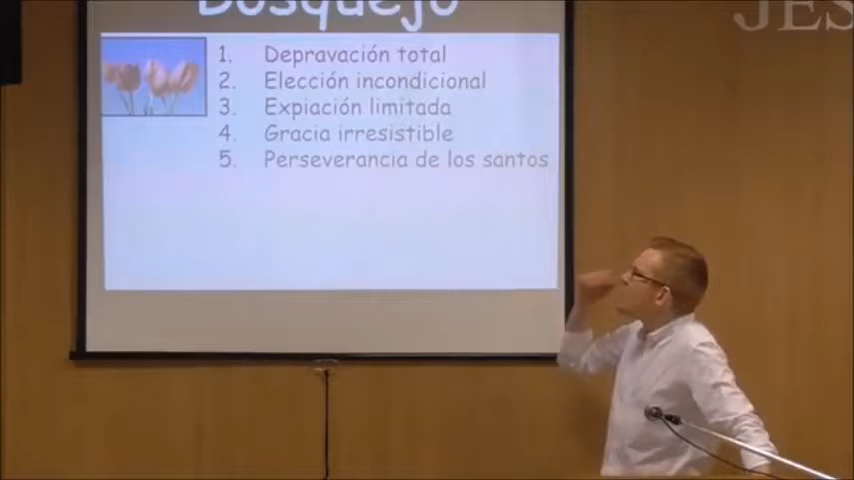 Bosquejo
JES
1. Depravación total
2. Elección incondicional
3. Expiación limitada
4. Gracia irresistible
5. Perseverancia de los santos